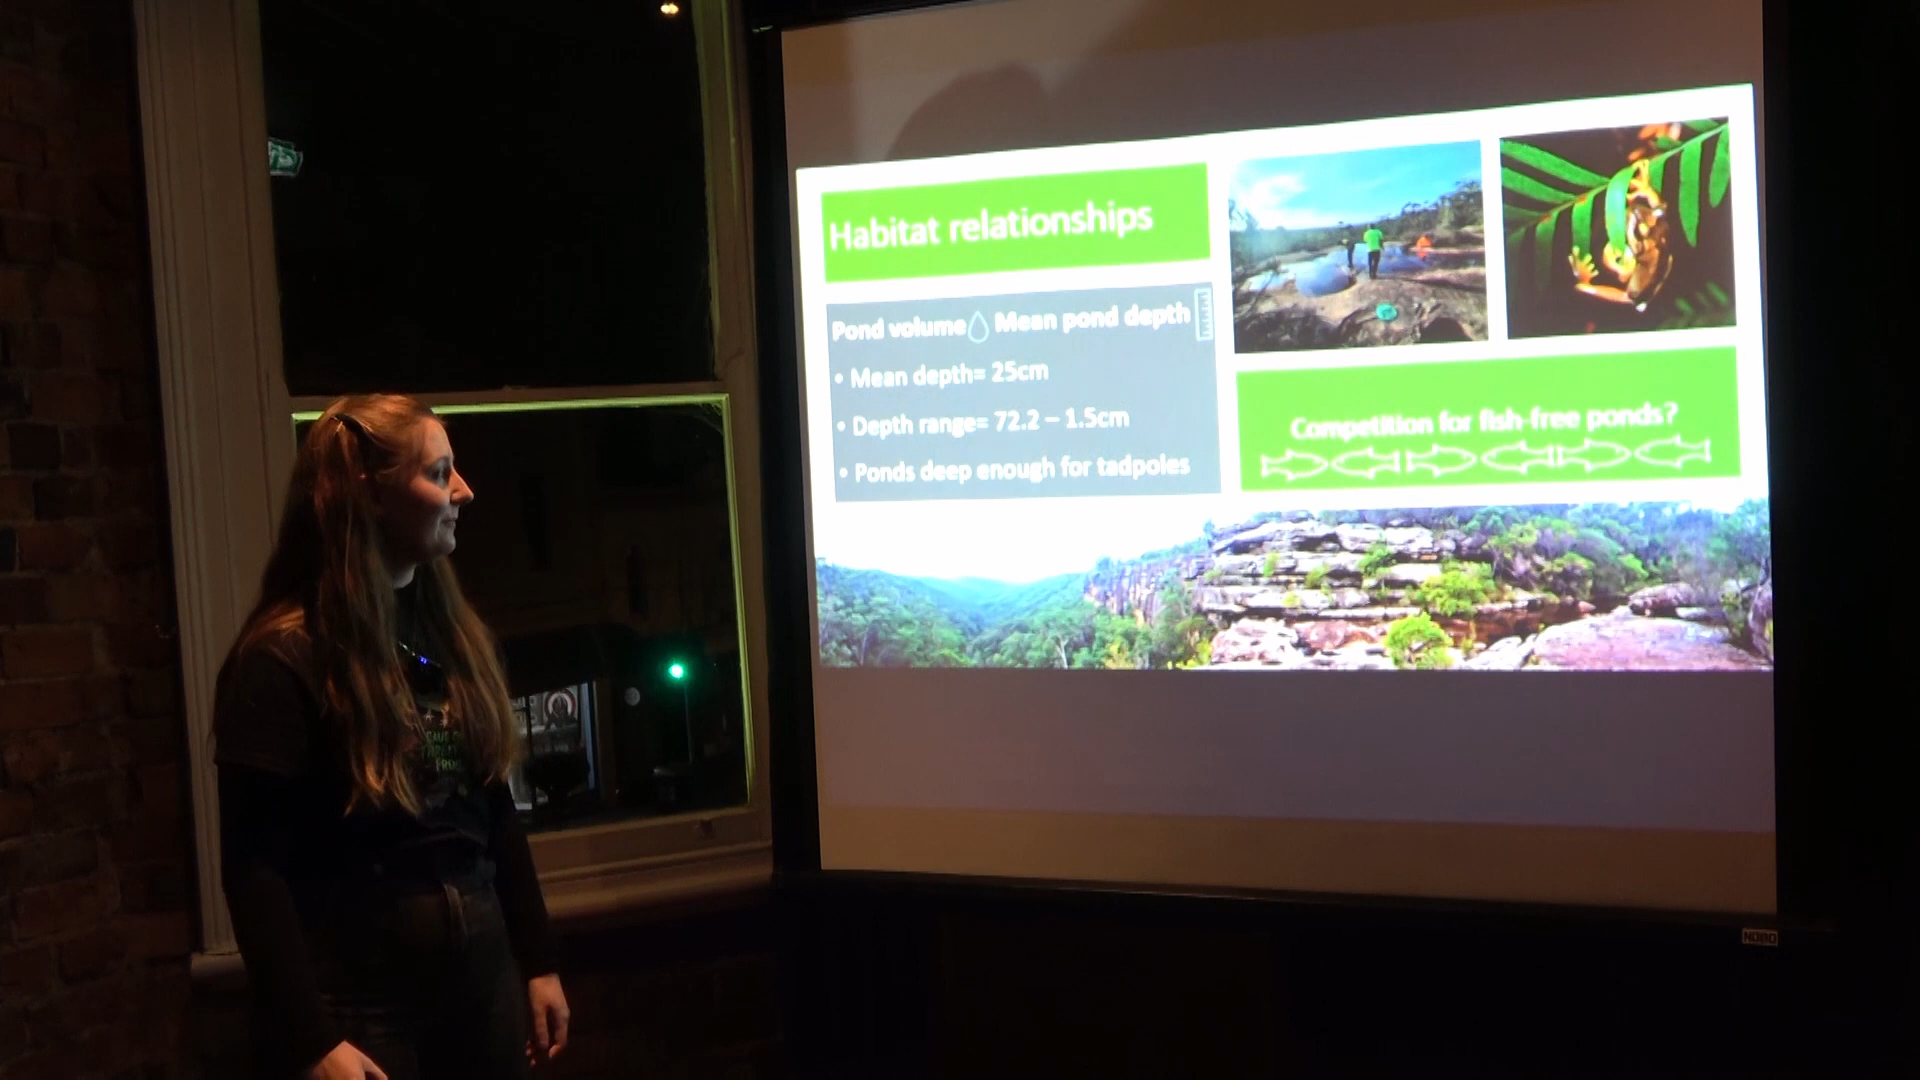 Habitat relationships
Pond volume Mean pond depth
• Mean depth= 25cm
• Depth range= 72.2 – 1.5cm
• Ponds deep enough for tadpoles
Competition for fish-free ponds?
NOBO